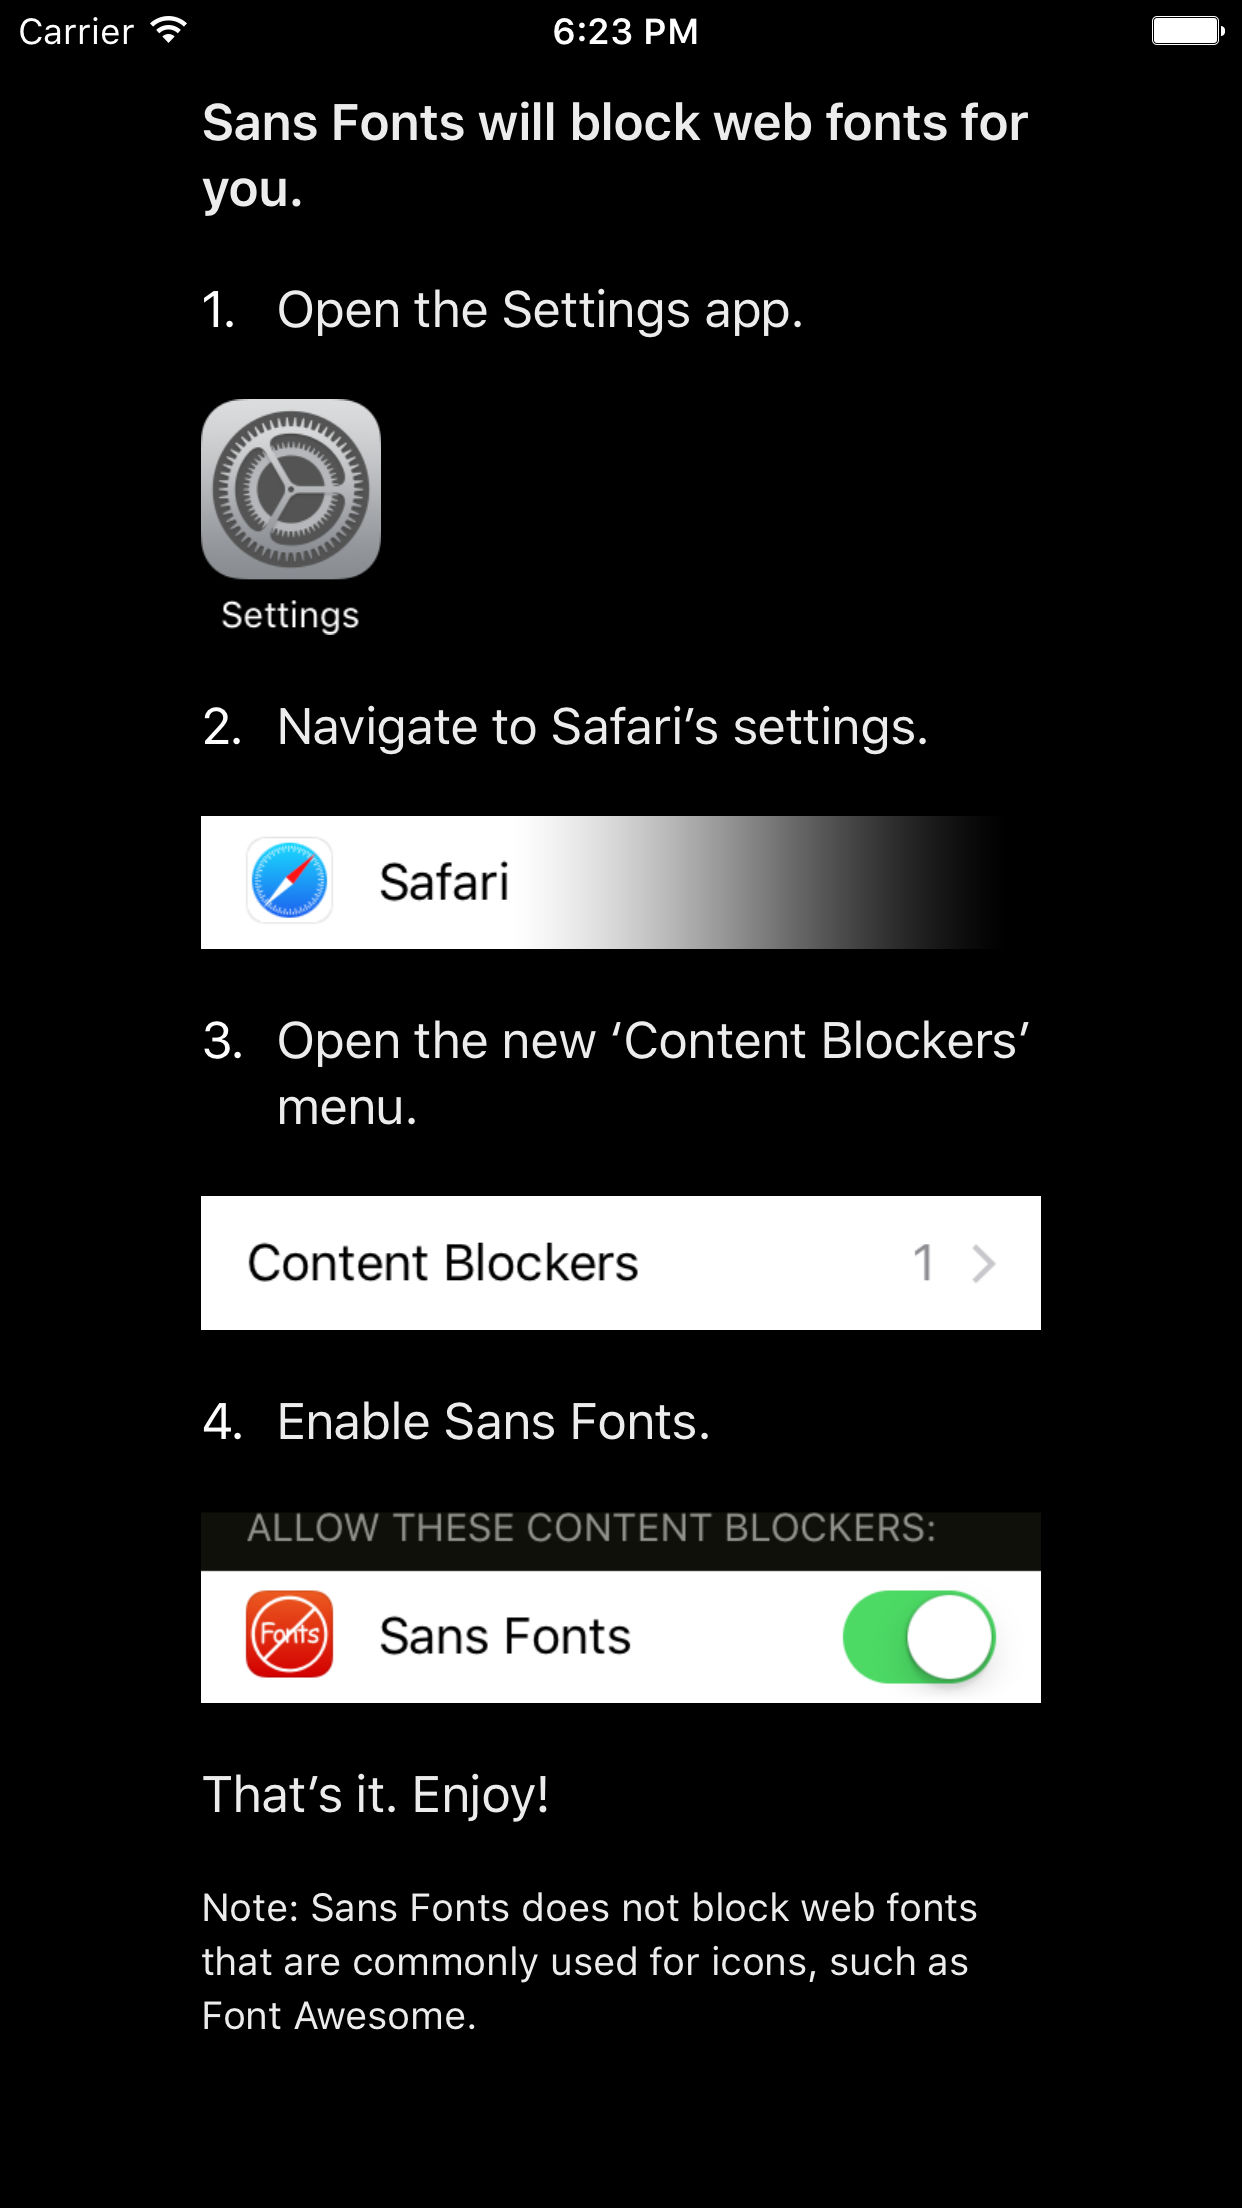 Carrier
6:23 PM
Sans Fonts will block web fonts for
you.
1. Open the Settings app.
Settings
2. Navigate to Safari’s settings.
Safari
3. Open the new ‘Content Blockers’
menu.
Content Blockers 1
4. Enable Sans Fonts.
ALLOW THESE CONTENT BLOCKERS:
Fonts
Sans Fonts
That’s it. Enjoy!
Note: Sans Fonts does not block web fonts
that are commonly used for icons, such as
Font Awesome.